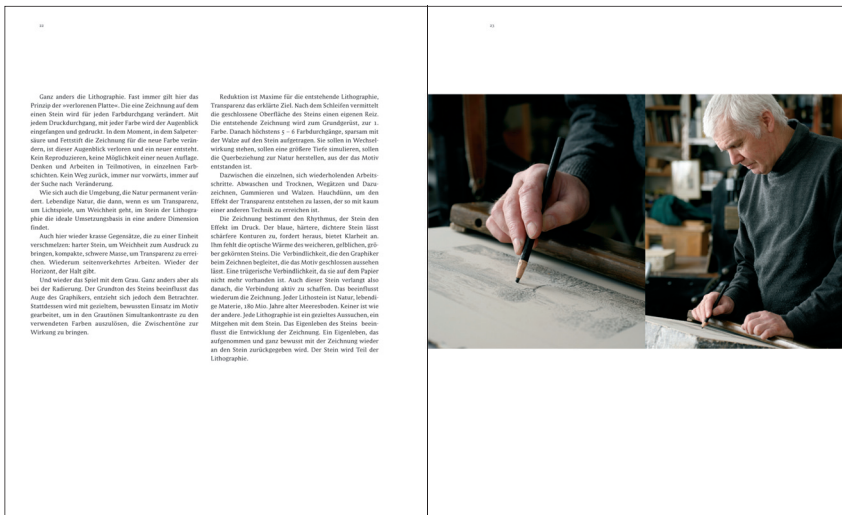 Ganz anders die Lithographie. Fast immer gilt hier das
Prinzip der »verlorenen Platte«. Die eine Zeichnung auf dem
einen Stein wird für jeden Farbdurchgang verändert. Mit
jedem Druckdurchgang, mit jeder Farbe wird der Augenblick
eingefangen und gedruckt. In dem Moment, in dem Salpeter-
säure und Fettstift die Zeichnung für die neue Farbe verän-
dern, ist dieser Augenblick verloren und ein neuer entsteht.
Kein Reproduzieren, keine Möglichkeit einer neuen Auflage.
Denken und Arbeiten in Teilmotiven, in einzelnen Farb-
schichten. Kein Weg zurück, immer nur vorwärts, immer auf
der Suche nach Veränderung.
Wie sich auch die Umgebung, die Natur permanent verän-
dert. Lebendige Natur, die dann, wenn es um Transparenz,
um Lichtspiele, um Weichheit geht, im Stein der Lithogra-
phie die ideale Umsetzungsbasis in eine andere Dimension
findet.
Auch hier wieder krasse Gegensätze, die zu einer Einheit
verschmelzen: harter Stein, um Weichheit zum Ausdruck zu
bringen, kompakte, schwere Masse, um Transparenz zu errei-
chen. Wiederum seitenverkehrtes Arbeiten. Wieder der
Horizont, der Halt gibt.
Und wieder das Spiel mit dem Grau. Ganz anders aber als
bei der Radierung. Der Grundton des Steins beeinflusst das
Auge des Graphikers, entzieht sich jedoch dem Betrachter.
Stattdessen wird mit gezieltem, bewussten Einsatz im Motiv
gearbeitet, um in den Grautönen Simultankontraste zu den
verwendeten Farben auszulösen, die Zwischentöne zur
Wirkung zu bringen.
Reduktion ist Maxime für die entstehende Lithographie,
Transparenz das erklärte Ziel. Nach dem Schleifen vermittelt
die geschlossene Oberfläche des Steins einen eigenen Reiz.
Die entstehende Zeichnung wird zum Grundgerüst, zur 1.
Farbe. Danach höchstens 5 – 6 Farbdurchgänge, sparsam mit
der Walze auf den Stein aufgetragen. Sie sollen in Wechsel-
wirkung stehen, sollen eine größere Tiefe simulieren, sollen
die Querbeziehung zur Natur herstellen, aus der das Motiv
entstanden ist.
Dazwischen die einzelnen, sich wiederholenden Arbeits-
schritte. Abwaschen und Trocknen, Wegätzen und Dazu-
zeichnen, Gummieren und Walzen. Hauchdünn, um den
Effekt der Transparenz entstehen zu lassen, der so mit kaum
einer anderen Technik zu erreichen ist.
Die Zeichnung bestimmt den Rhythmus, der Stein den
Effekt im Druck. Der blaue, härtere, dichtere Stein lässt
schärfere Konturen zu, fordert heraus, bietet Klarheit an.
Ihm fehlt die optische Wärme des weicheren, gelblichen, grö-
ber gekörnten Steins. Die Verbindlichkeit, die den Graphiker
beim Zeichnen begleitet, die das Motiv geschlossen aussehen
lässt. Eine trügerische Verbindlichkeit, da sie auf dem Papier
nicht mehr vorhanden ist. Auch dieser Stein verlangt also
danach, die Verbindung aktiv zu schaffen. Das beeinflusst
wiederum die Zeichnung. Jeder Lithostein ist Natur, lebendi-
ge Materie, 180 Mio. Jahre alter Meeresboden. Keiner ist wie
der andere. Jede Lithographie ist ein gezieltes Aussuchen, ein
Mitgehen mit dem Stein. Das Eigenleben des Steins beein-
flusst die Entwicklung der Zeichnung. Ein Eigenleben, das
aufgenommen und ganz bewusst mit der Zeichnung wieder
an den Stein zurückgegeben wird. Der Stein wird Teil der
Lithographie.